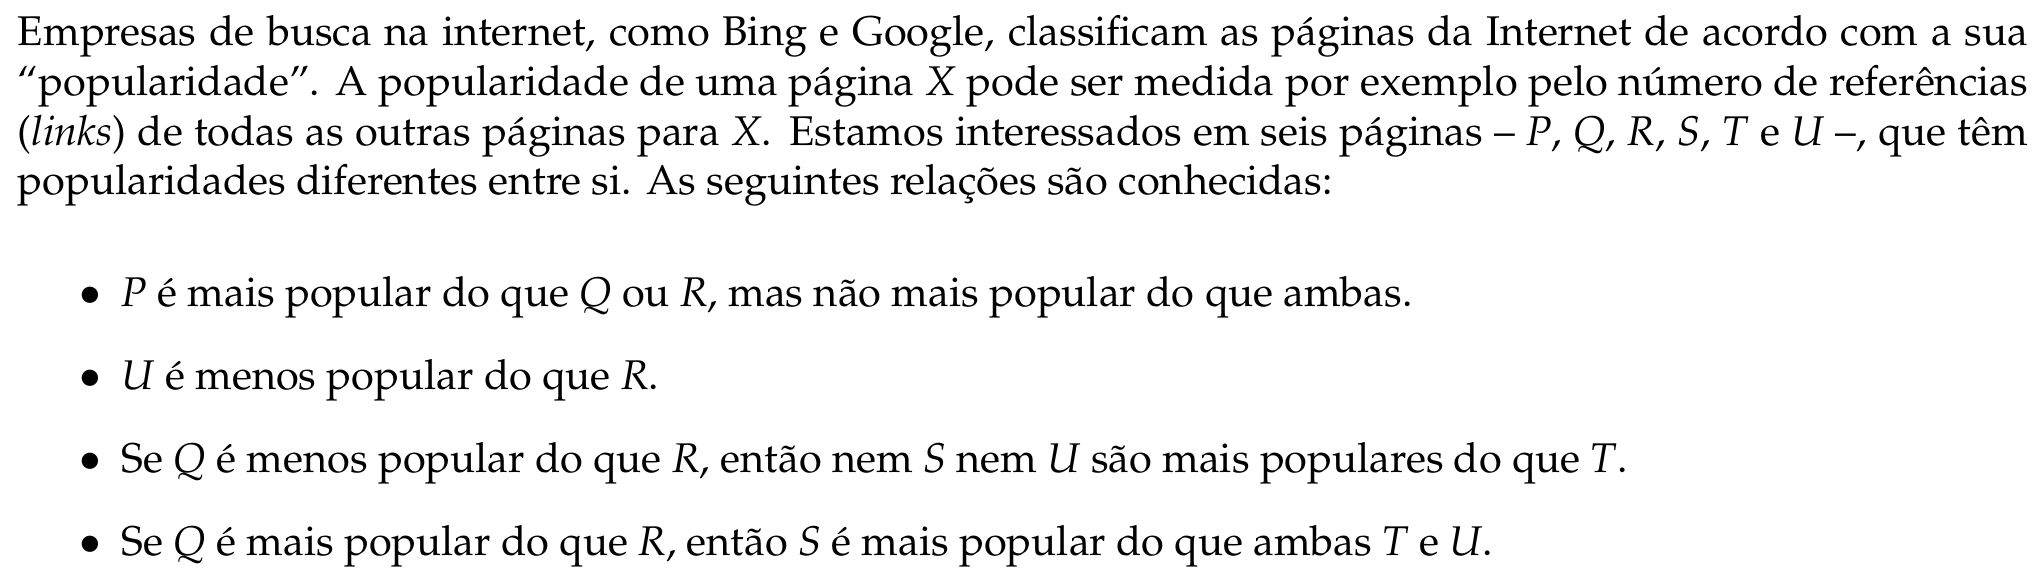 Empresas de busca na internet, como Bing e Google, classificam as páginas da Internet de acordo com a sua
“popularidade”. A popularidade de uma página X pode ser medida por exemplo pelo número de referências
(links) de todas as outras páginas para X. Estamos interessados em seis páginas – P, Q, R, S, T e U –, que têm
popularidades diferentes entre si. As seguintes relações são conhecidas:
• P é mais popular do que Q ou R, mas não mais popular do que ambas.
• U é menos popular do que R.
• Se Q é menos popular do que R, então nem S nem U são mais populares do que T.
• Se Q é mais popular do que R, então S é mais popular do que ambas T e U.